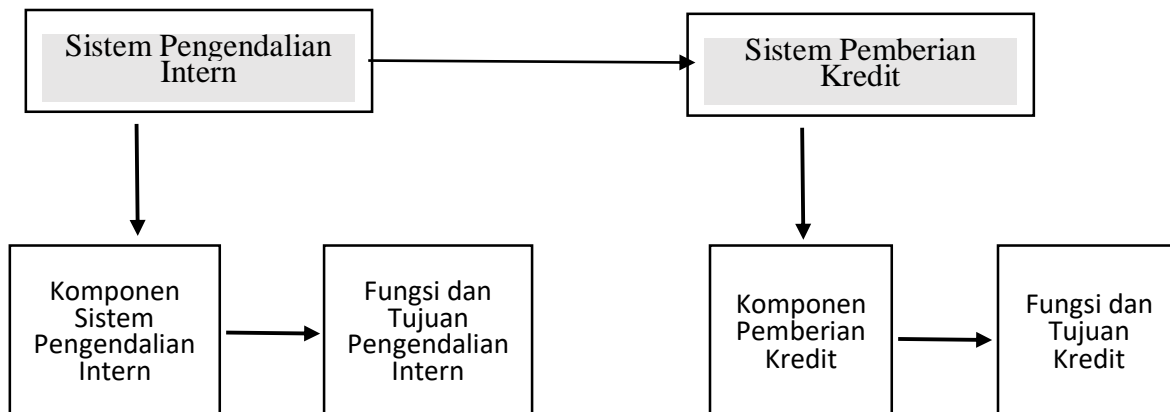 Sistem Pengendalian
Intern
Sistem Pemberian
Kredit
Komponen
Sistem
Pengendalian
Intern
Fungsi dan
Tujuan
Pengendalian
Intern
Komponen
Pemberian
Kredit
Fungsi dan
Tujuan
Kredit